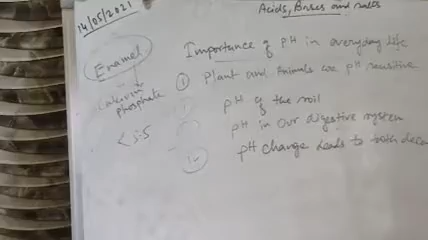 14/05/2021
Acids, Bases and salts
Importance of pH in everyday life
Enamel
① Plant and Animals are pH sensitive
Calcium
phosphate
pH of the soil
pH in our digestive system
< 5.5
pH change leads to tooth deca